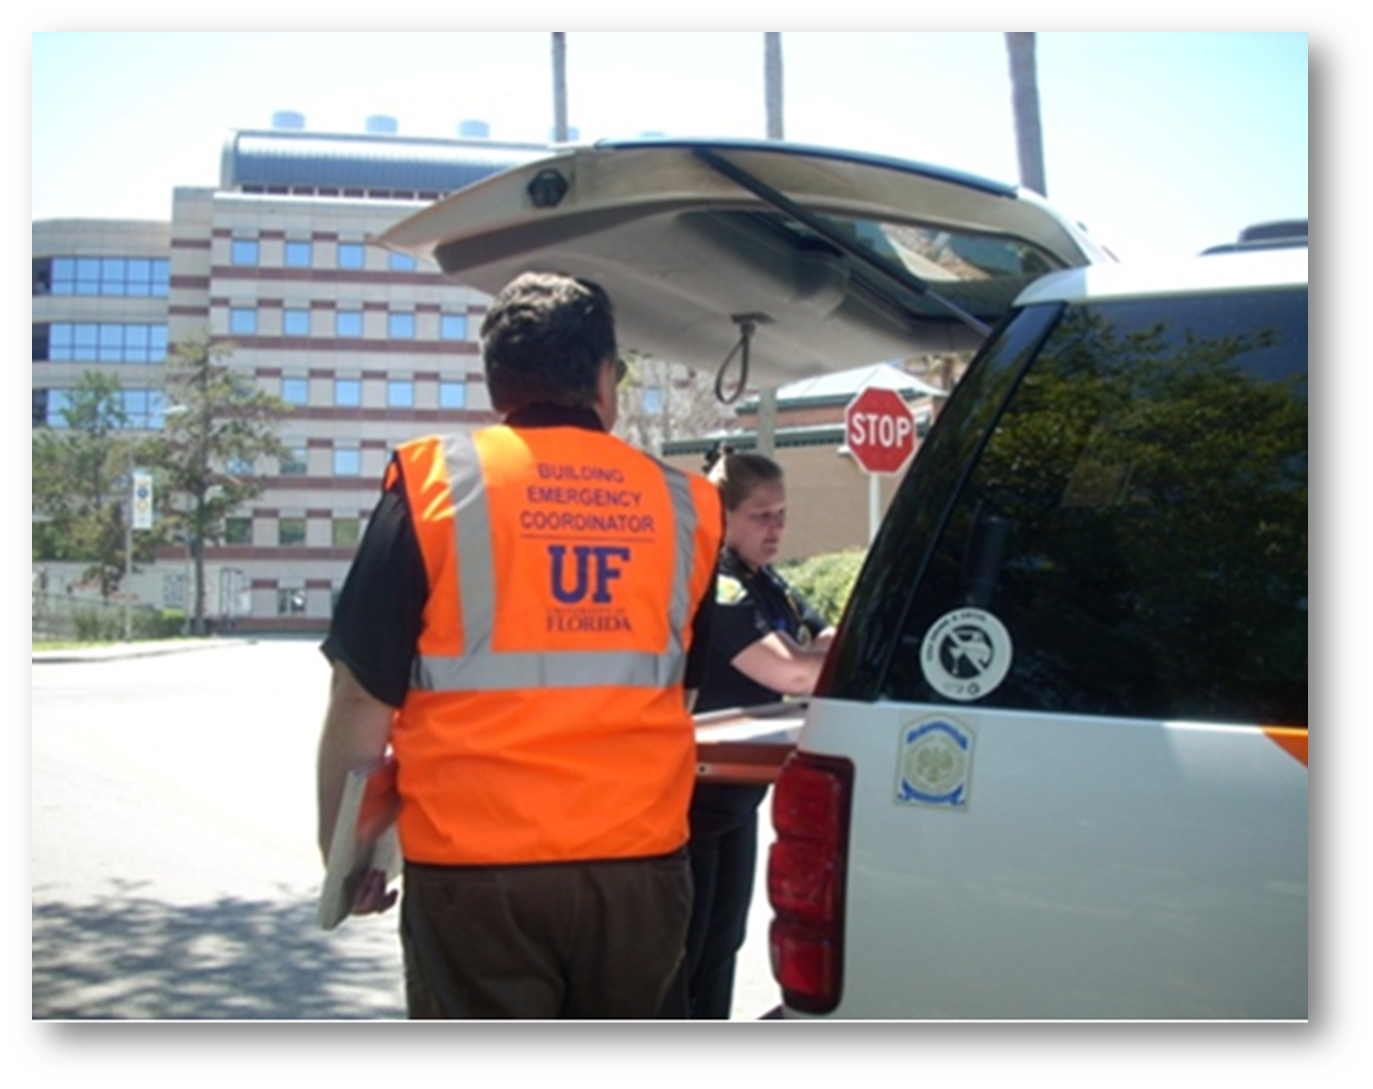 BUILDING
EMERGENCY
COORDINATOR
UF
UNIVERSITY of
FLORIDA
STOP